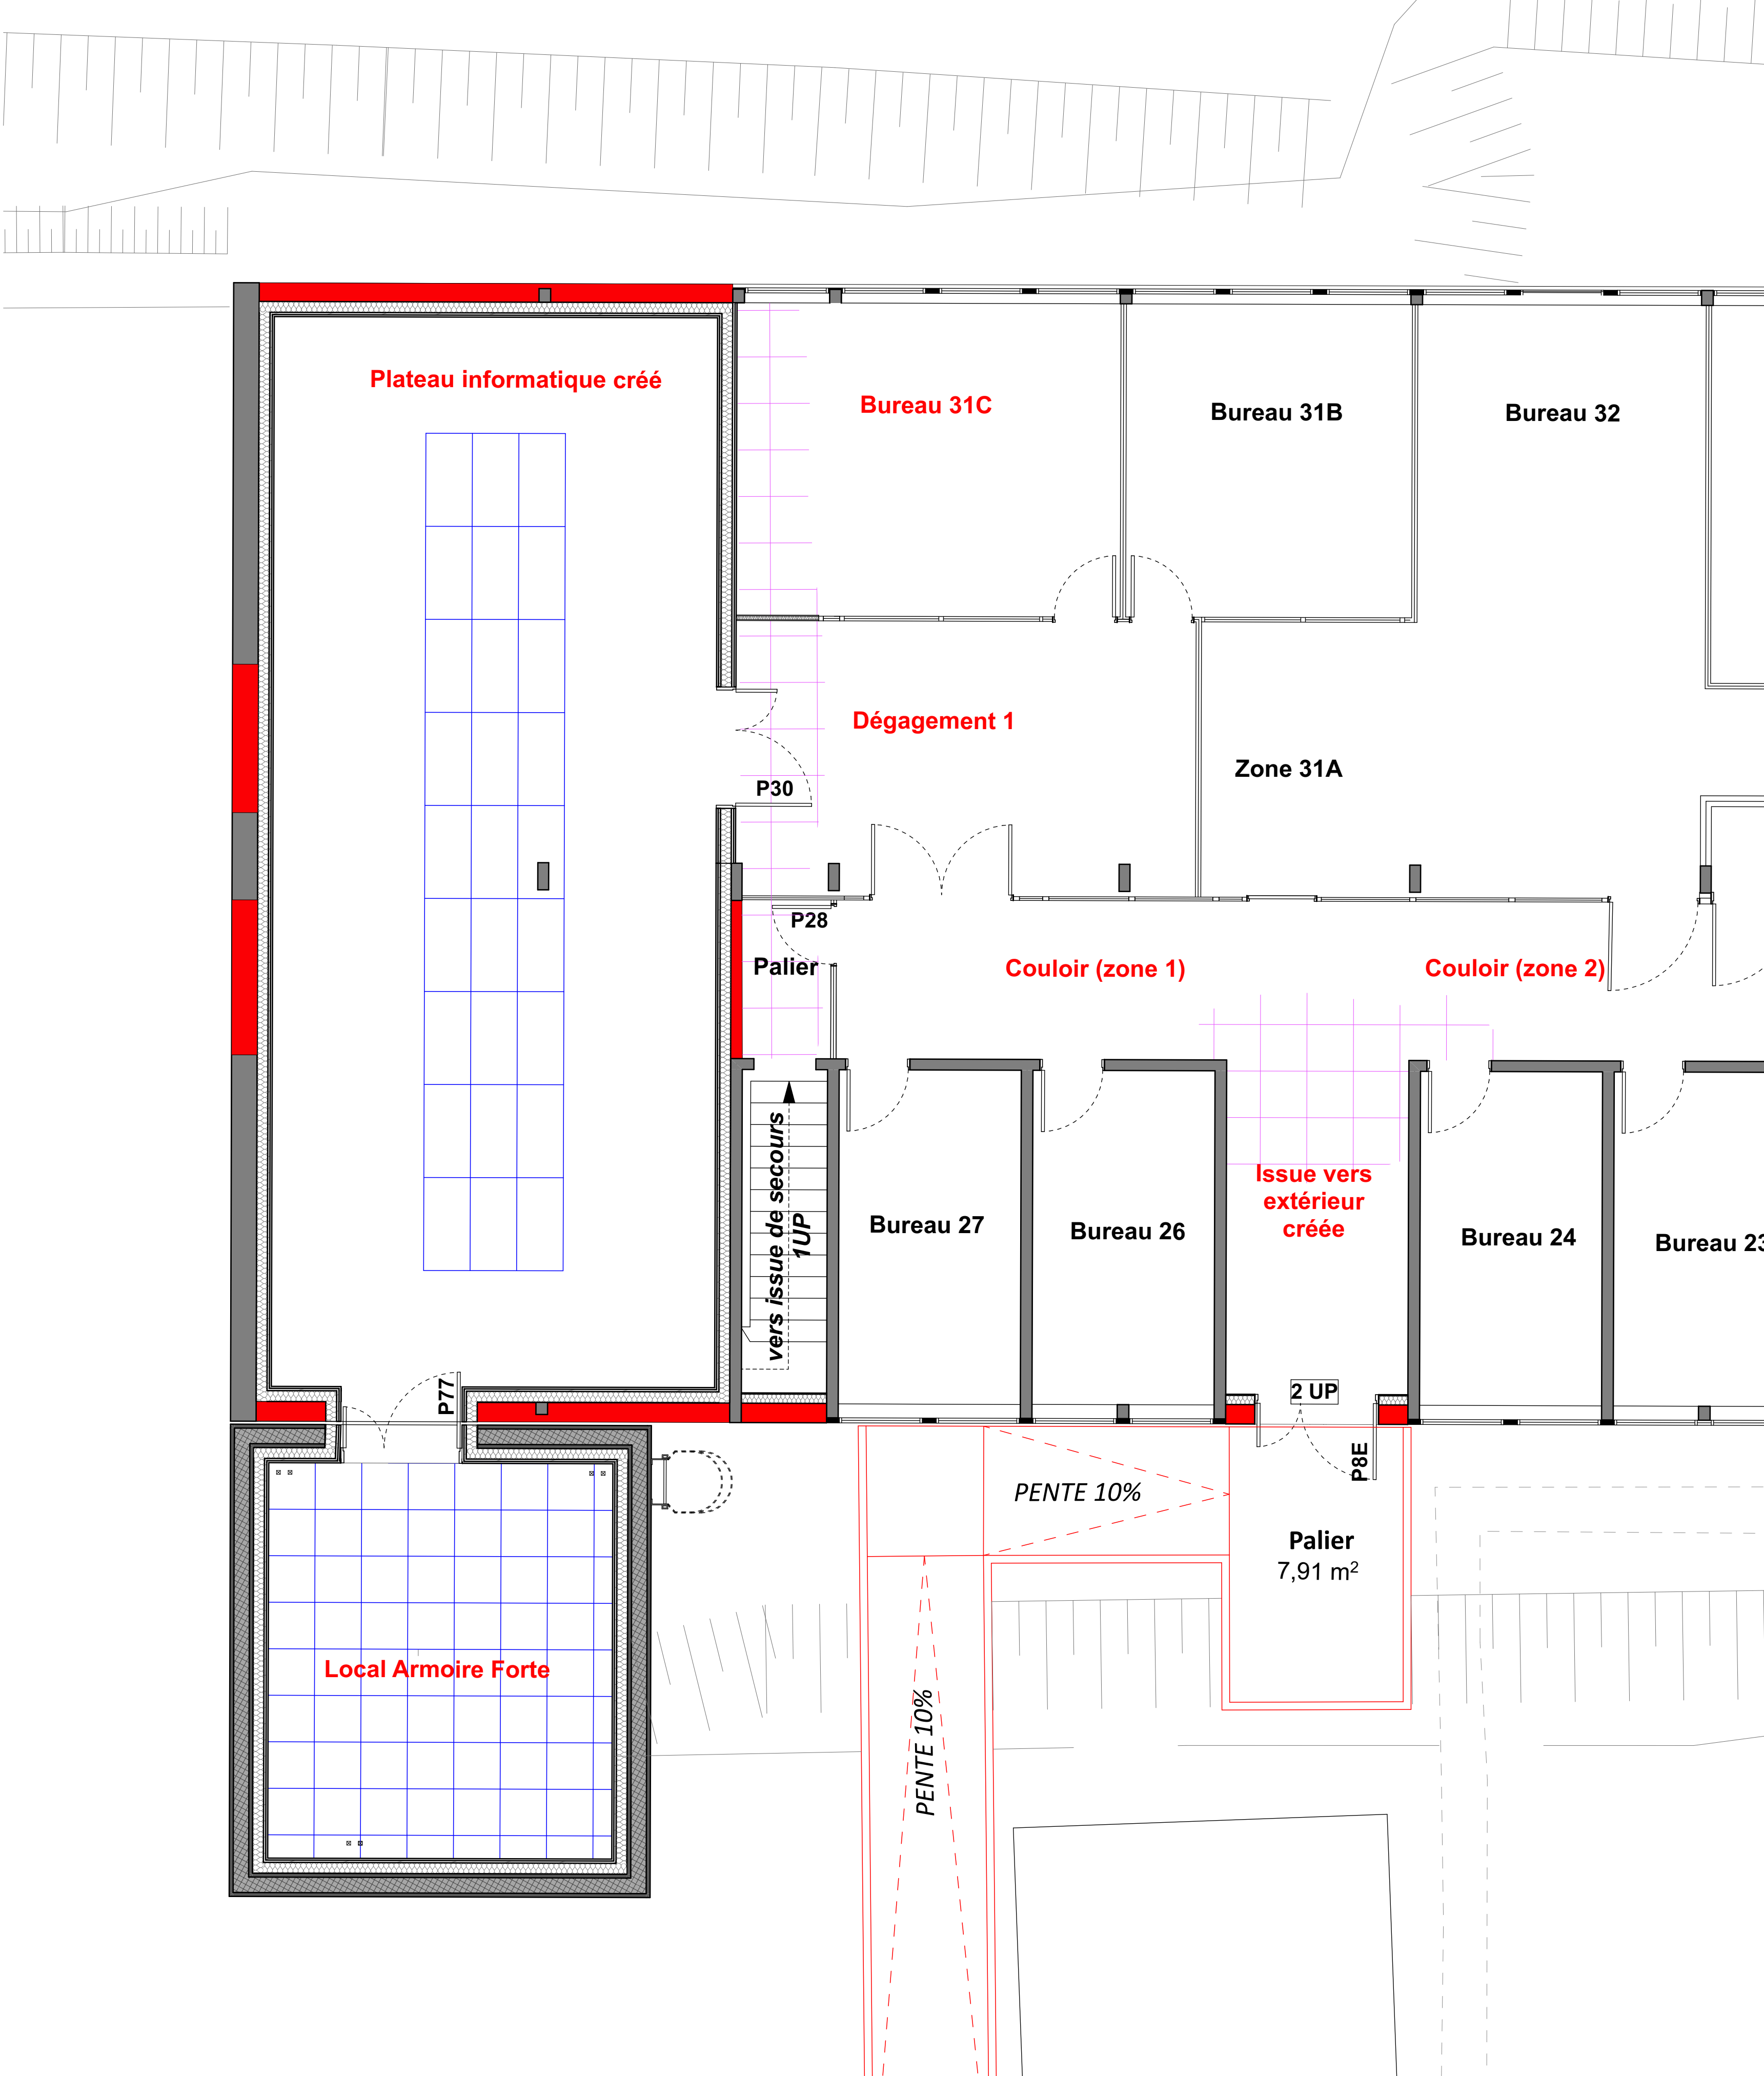 Plateau informatique créé
Bureau 31C
Bureau 31B
Bureau 32
Dégagement 1
Zone 31A
P30
P28
Palier
Couloir (zone 1)
Couloir (zone 2)
vers issue de secours
1UP
Bureau 27
Bureau 26
Issue vers
extérieur
créée
Bureau 24
Bureau 23
P77
2 UP
P8E
PENTE 10%
Palier
7,91 m²
Local Armoire Forte
PENTE 10%